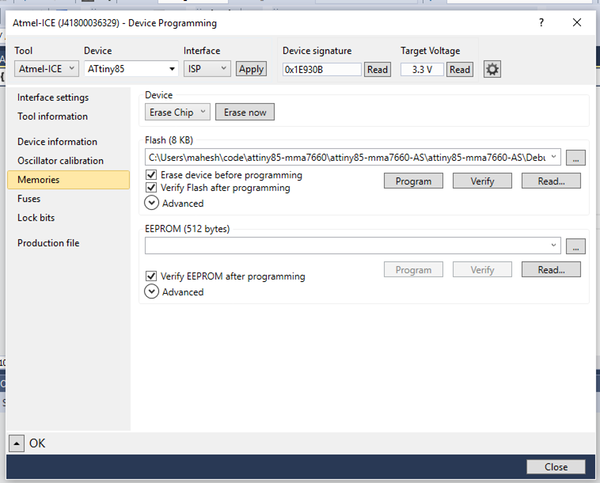 Atmel-ICE (J41800036329) - Device Programming
Tool Device Interface Device signature Target Voltage
Atmel-ICE ATtiny85 ISP Apply 0x1E930B Read 3.3 V Read
Interface settings
Tool information
Device information
Oscillator calibration
Memories
Fuses
Lock bits
Production file
Device
Erase Chip Erase now
Flash (8 KB)
C:\Users\mahesh\code\attiny85-mma7660\attiny85-mma7660-AS\attiny85-mma7660-AS\Debu ...
Erase device before programming
Verify Flash after programming
Program Verify Read...
Advanced
EEPROM (512 bytes)
...
Program Verify Read...
Verify EEPROM after programming
Advanced
OK
Close